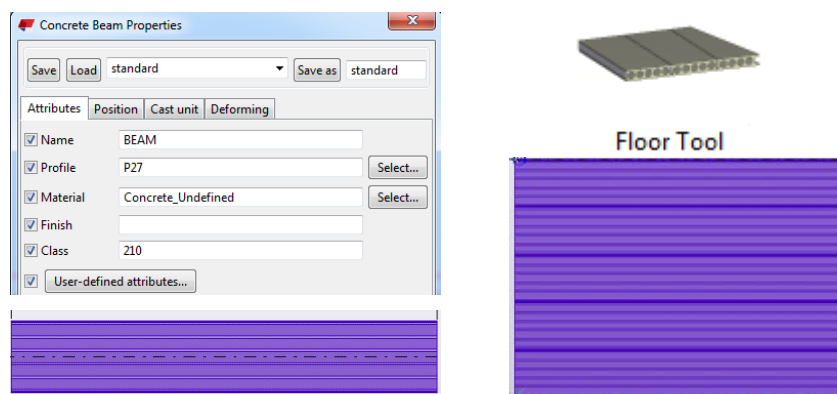 Concrete Beam Properties
Save Load standard Save as standard
Attributes Position Cast unit Deforming
Name BEAM
Profile P27 Select...
Material Concrete_Undefined Select...
Finish
Class 210
User-defined attributes...
Floor Tool